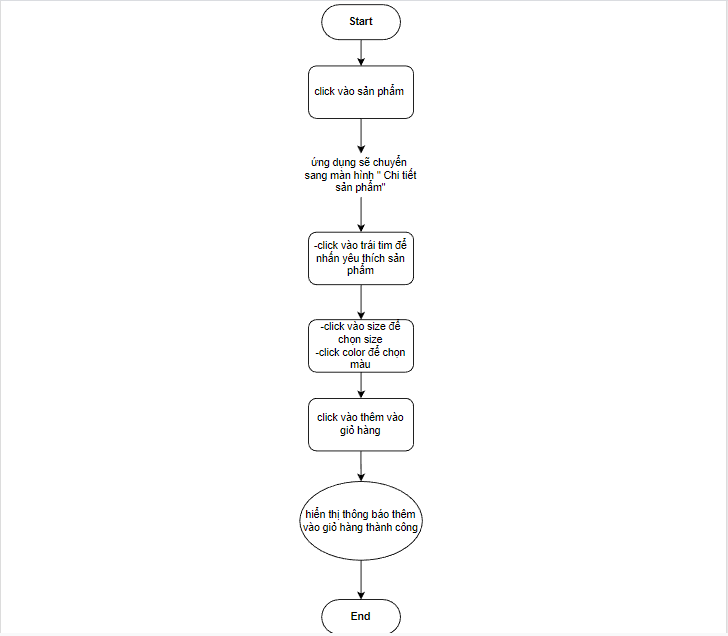 Start
click vào sản phẩm
ứng dụng sẽ chuyển
sang màn hình " Chi tiết
sản phẩm"
-click vào trái tim để
nhấn yêu thích sản
phẩm
-click vào size để
chọn size
-click color để chọn
màu
click vào thêm vào
giỏ hàng
hiển thị thông báo thêm
vào giỏ hàng thành công
End